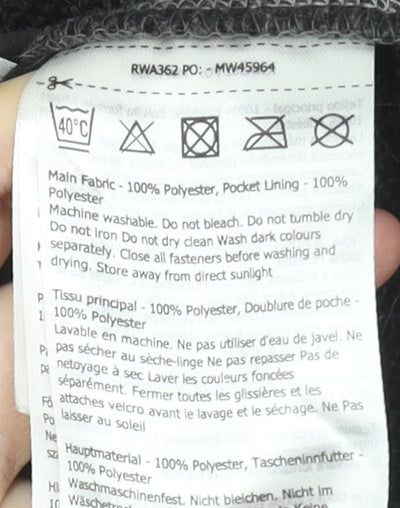 RWA362 PO: - MW45964
40°C
Main Fabric - 100% Polyester, Pocket Lining - 100%
Polyester
Machine washable. Do not bleach. Do not tumble dry
Do not iron Do not dry clean Wash dark colours
separately. Close all fasteners before washing and
drying. Store away from direct sunlight
Tissu principal - 100% Polyester, Doublure de poche -
100% Polyester
Lavable en machine. Ne pas utiliser d'eau de javel. Ne
pas sécher au sèche-linge Ne pas repasser Pas de
netoyage à sec Laver les couleurs foncées
séparément. Fermer toutes les glissières et les
attaches velcro avant le lavage et le séchage. Ne Pas
laisser au soleil
Hauptmaterial - 100% Polyester, Tascheninnfutter -
100% Polyester
Waschmaschinenfest. Nicht bleichen. Nicht im